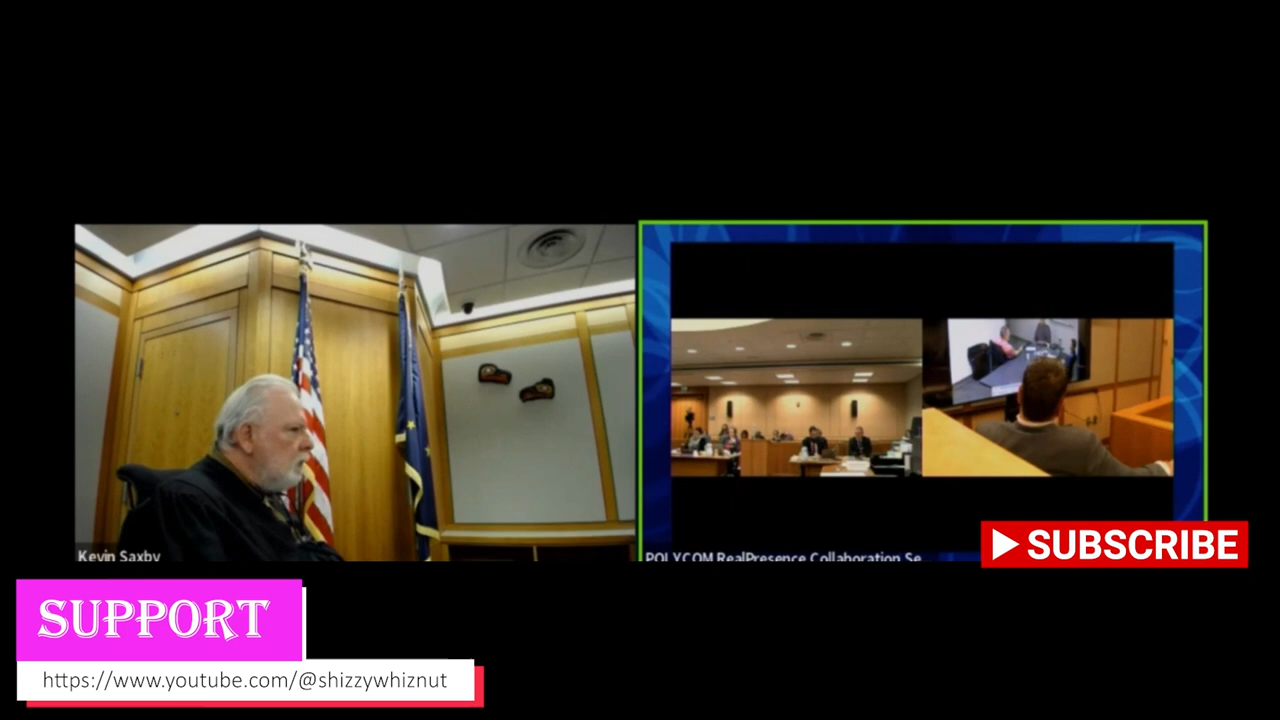 Kevin Saxby
POLYCOM RealPresence Collaboration Se
SUBSCRIBE
SUPPORT
https://www.youtube.com/@shizzywhiznut